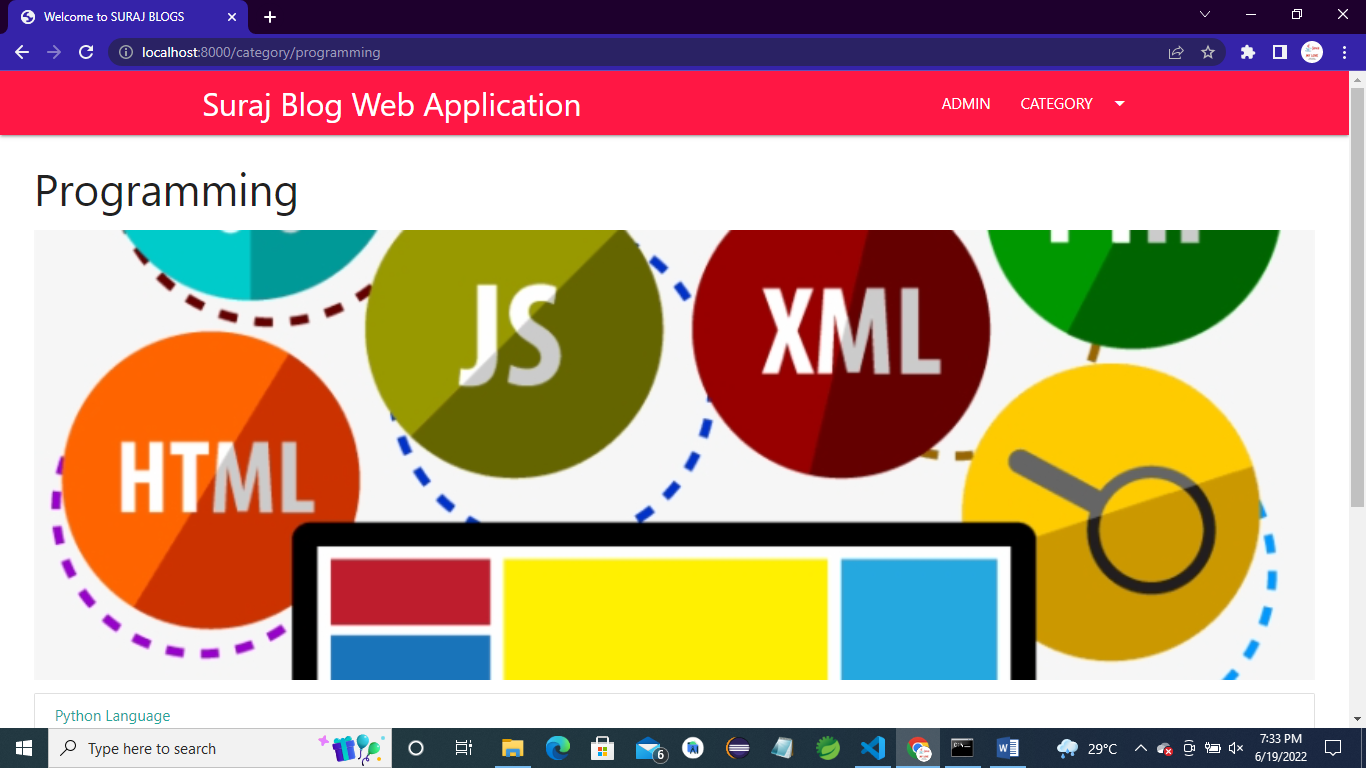 Welcome to SURAJ BLOGS
localhost:8000/category/programming
Suraj Blog Web Application
ADMIN
CATEGORY
Programming
JS
XML
HTML
Python Language
Type here to search
6
29°C
7:33 PM
6/19/2022